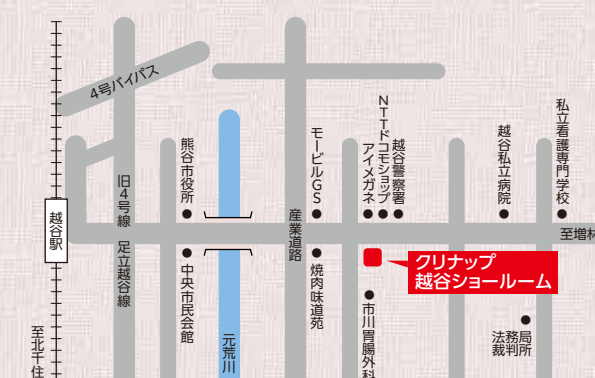 4号バイパス
旧4号線 足立越谷線
熊谷市役所
中央市民会館
元荒川
産業道路
モービルGS
焼肉味道苑
アイメガネ
NTTドコモショップ
越谷警察署
越谷私立病院
私立看護専門学校
至増林
越谷駅
クリナップ
越谷ショールーム
市川胃腸外科
法務局
裁判所
至北千住